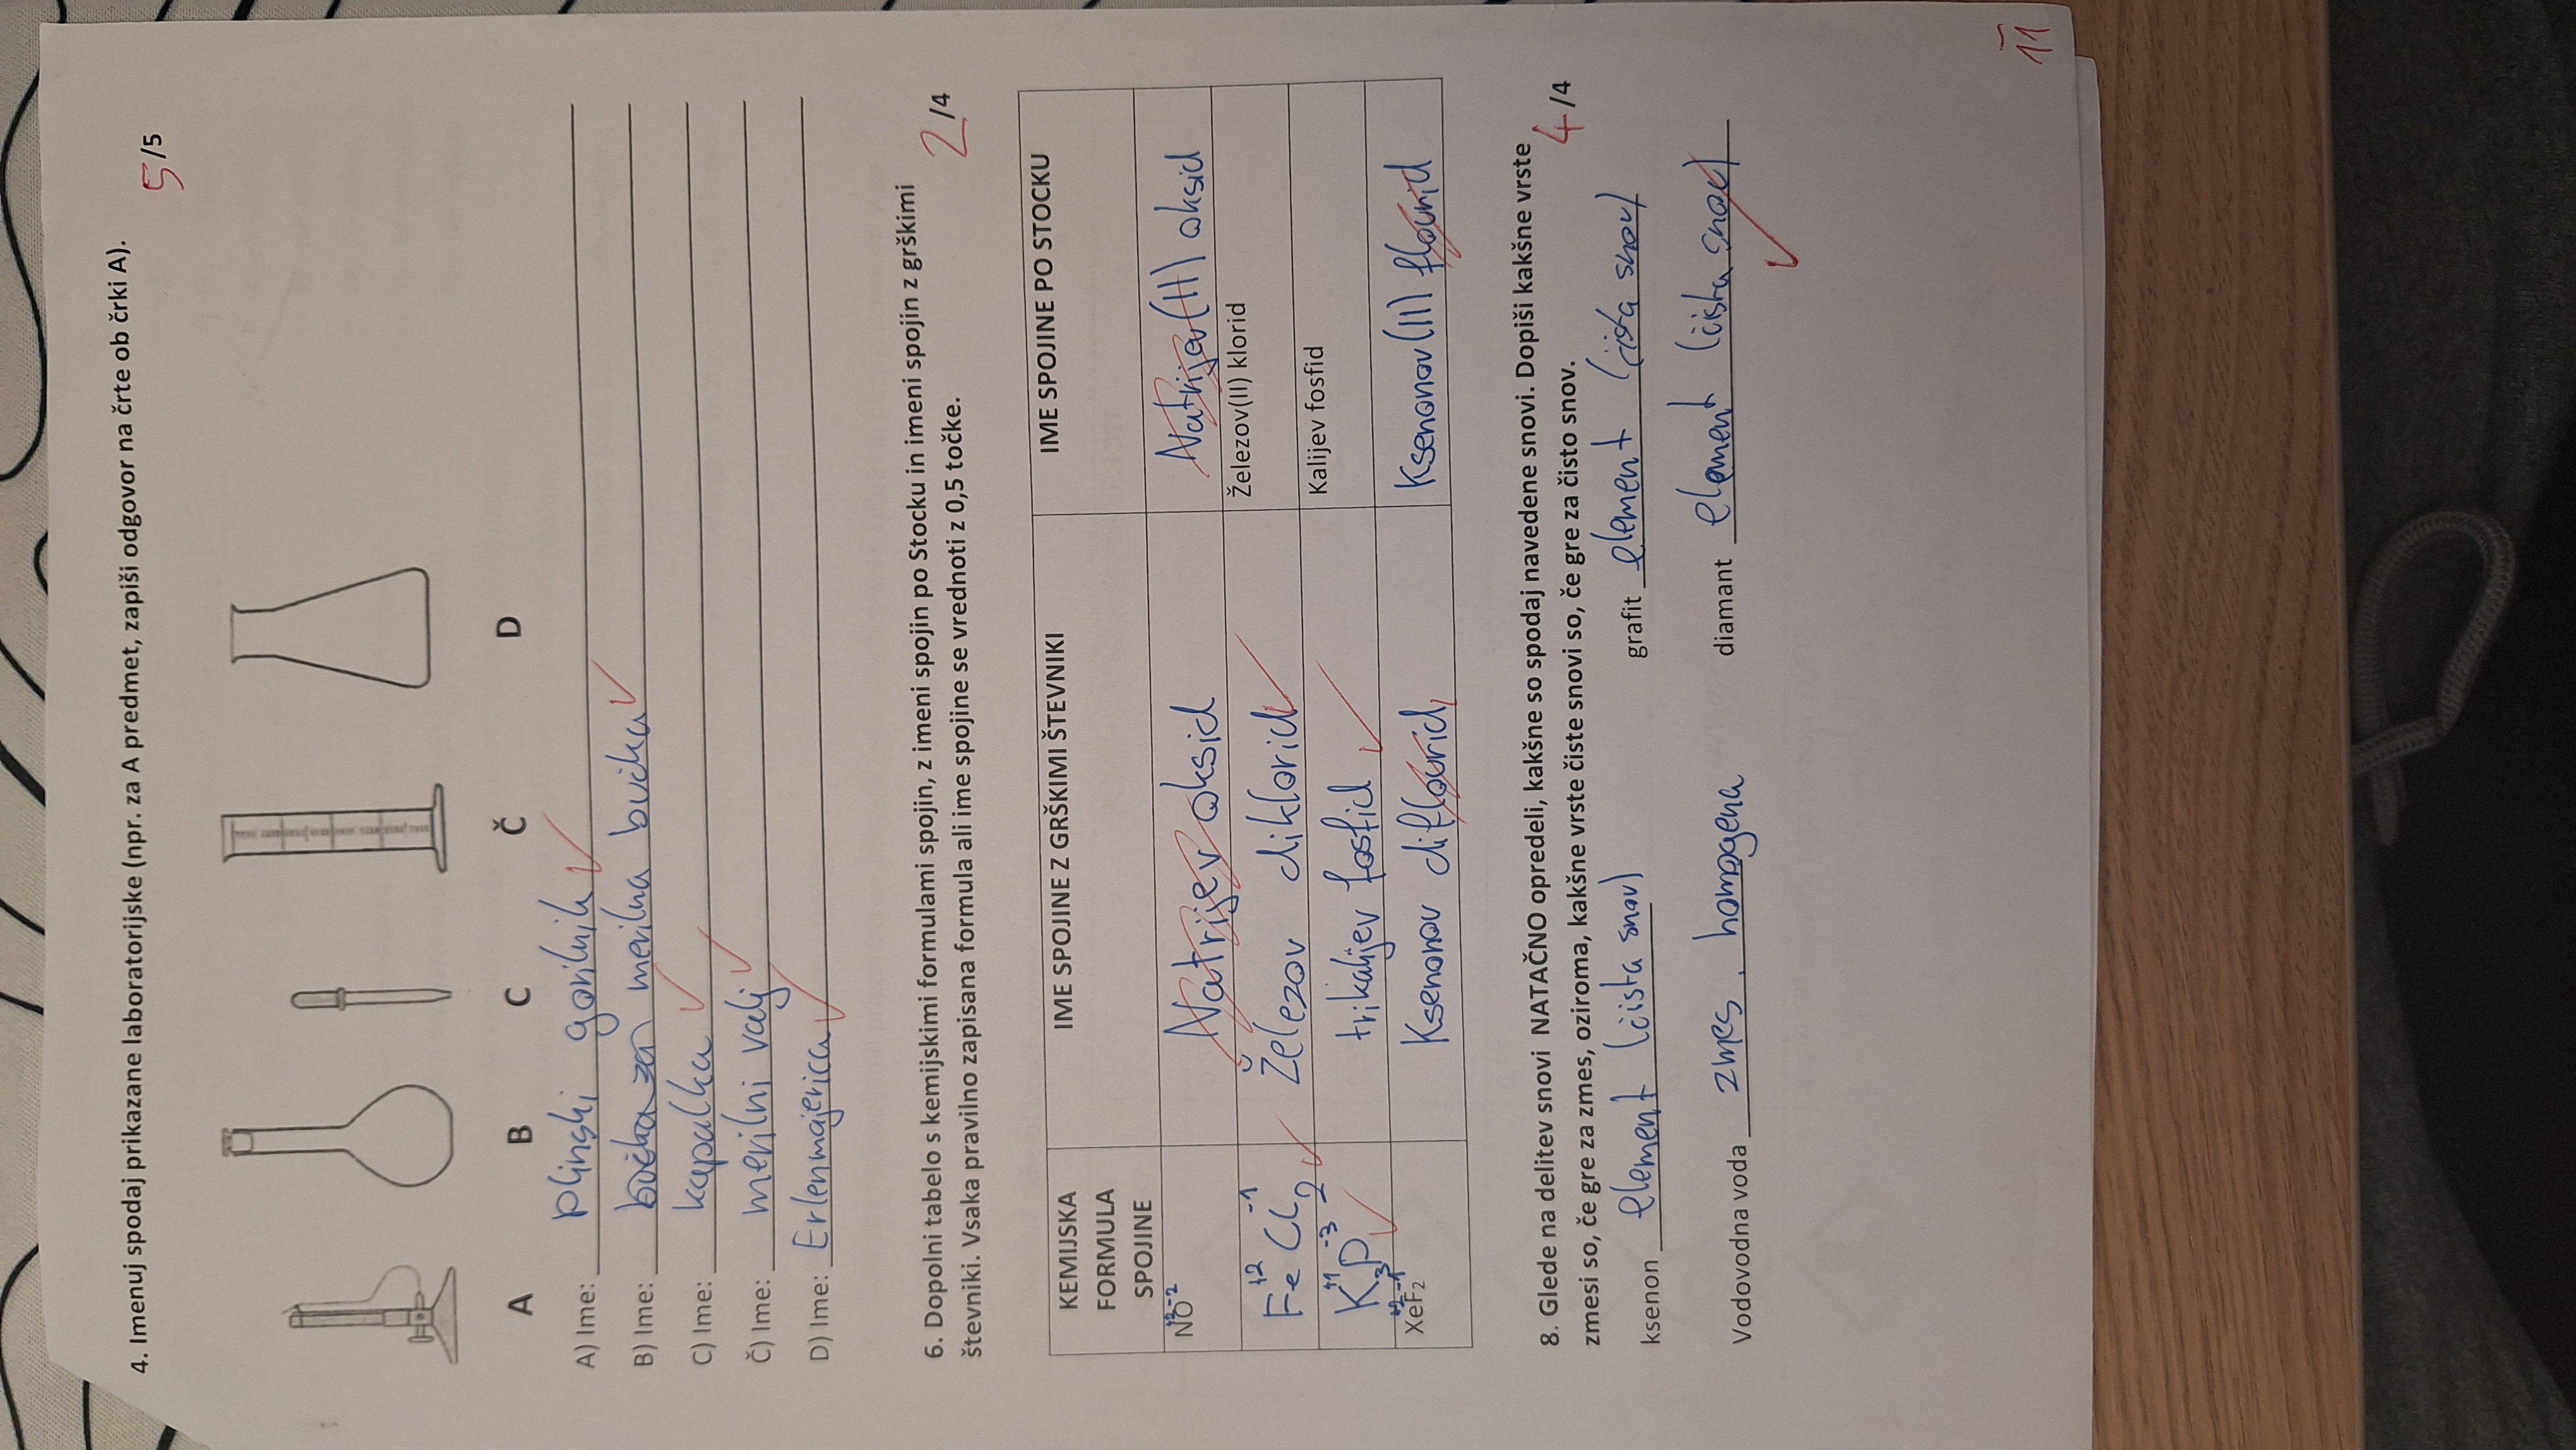 4. Imenuj spodaj prikazane laboratorijske (npr. za A predmet, zapiši odgovor na črte ob črki A).
5/5
A B C Č D
A) Ime: plinski gorilnik
B) Ime: bočka za merilna bučka
C) Ime: kapalka
Č) Ime: merilni valj
D) Ime: Erlenmajerica
6. Dopolni tabelo s kemijskimi formulami spojin, z imeni spojin po Stocku in imeni spojin z grškimi
števniki. Vsaka pravilno zapisana formula ali ime spojine se vrednoti z 0,5 točke.
2/4
KEMIJSKA
FORMULA
SPOJINE
IME SPOJINE Z GRŠKIMI ŠTEVNIKI
IME SPOJINE PO STOCKU
NO -2
Natrijev oksid
Natrijev(II) oksid
+2 -1
FeCl2
Železov diklorid
Železov(II) klorid
+1 -3
K3P
trikalijev fosfid
Kalijev fosfid
+2 -1
XeF2
Ksenonov diflourid
Ksenonov(II) flourid
8. Glede na delitev snovi NATAČNO opredeli, kakšne so spodaj navedene snovi. Dopiši kakšne vrste
zmesi so, če gre za zmes, oziroma, kakšne vrste čiste snovi so, če gre za čisto snov.
4/4
ksenon element (čista snov)
grafit element (čista snov)
Vodovodna voda zmes, homogena
diamant element (čista snov)
11